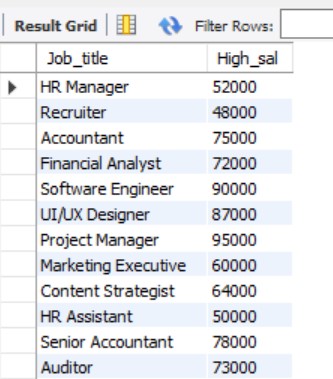 Result Grid Filter Rows:
Job_title High_sal
HR Manager 52000
Recruiter 48000
Accountant 75000
Financial Analyst 72000
Software Engineer 90000
UI/UX Designer 87000
Project Manager 95000
Marketing Executive 60000
Content Strategist 64000
HR Assistant 50000
Senior Accountant 78000
Auditor 73000